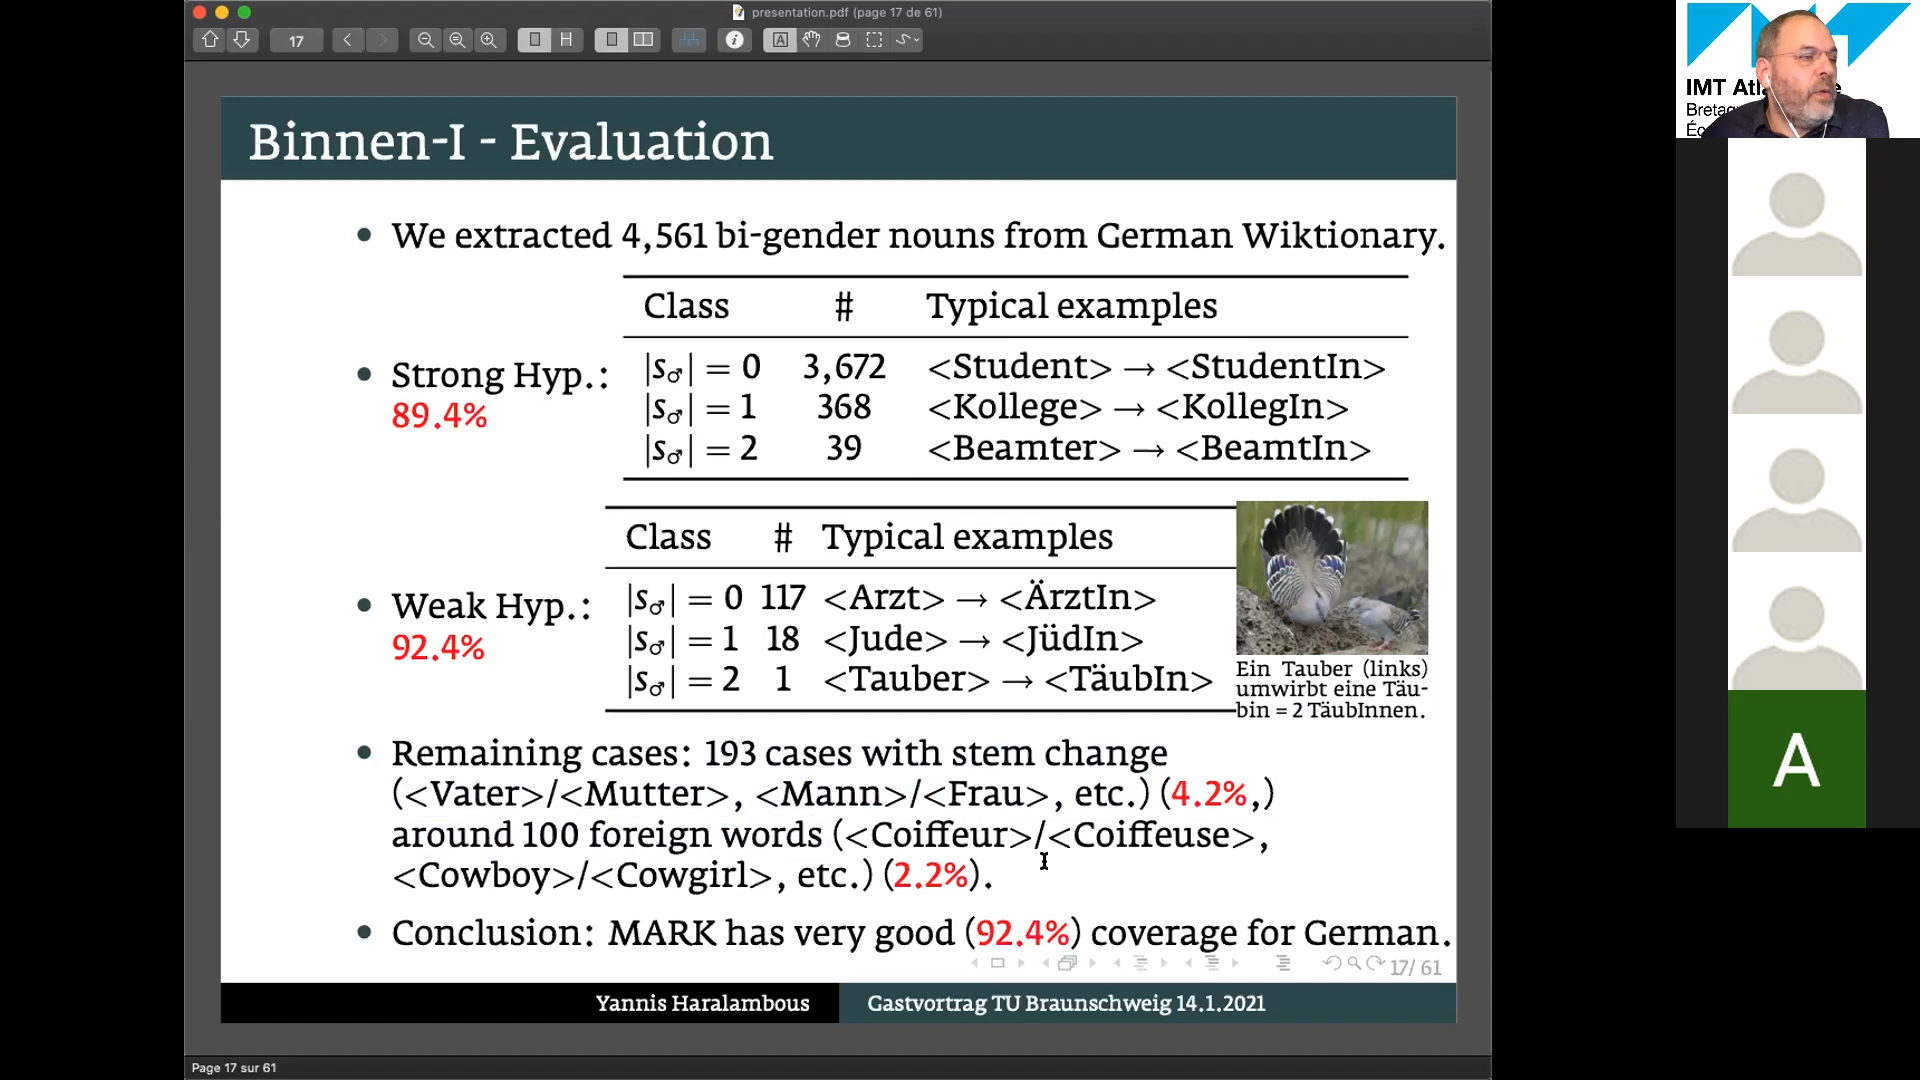 presentation.pdf (page 17 de 61)
17
Binnen-I - Evaluation
• We extracted 4,561 bi-gender nouns from German Wiktionary.
• Strong Hyp.:
89.4%
Class # Typical examples
|s♂| = 0 3,672 <Student> → <StudentIn>
|s♂| = 1 368 <Kollege> → <KollegIn>
|s♂| = 2 39 <Beamter> → <BeamtIn>
• Weak Hyp.:
92.4%
Class # Typical examples
|s♂| = 0 117 <Arzt> → <ÄrztIn>
|s♂| = 1 18 <Jude> → <JüdIn>
|s♂| = 2 1 <Tauber> → <TäubIn>
Ein Tauber (links)
umwirbt eine Täu-
bin = 2 TäubInnen.
• Remaining cases: 193 cases with stem change
(<Vater>/<Mutter>, <Mann>/<Frau>, etc.) (4.2%,)
around 100 foreign words (<Coiffeur>/<Coiffeuse>,
<Cowboy>/<Cowgirl>, etc.) (2.2%).
• Conclusion: MARK has very good (92.4%) coverage for German.
17/ 61
Yannis Haralambous Gastvortrag TU Braunschweig 14.1.2021
Page 17 sur 61
IMT
A